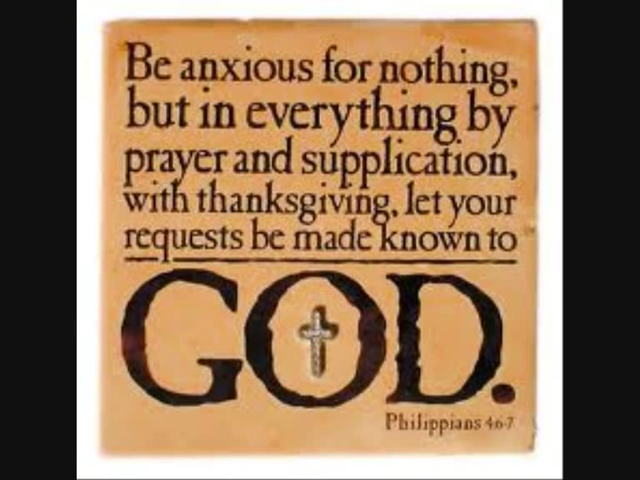 Be anxious for nothing,
but in everything by
prayer and supplication,
with thanksgiving, let your
requests be made known to
GOD.
Philippians 4:6-7